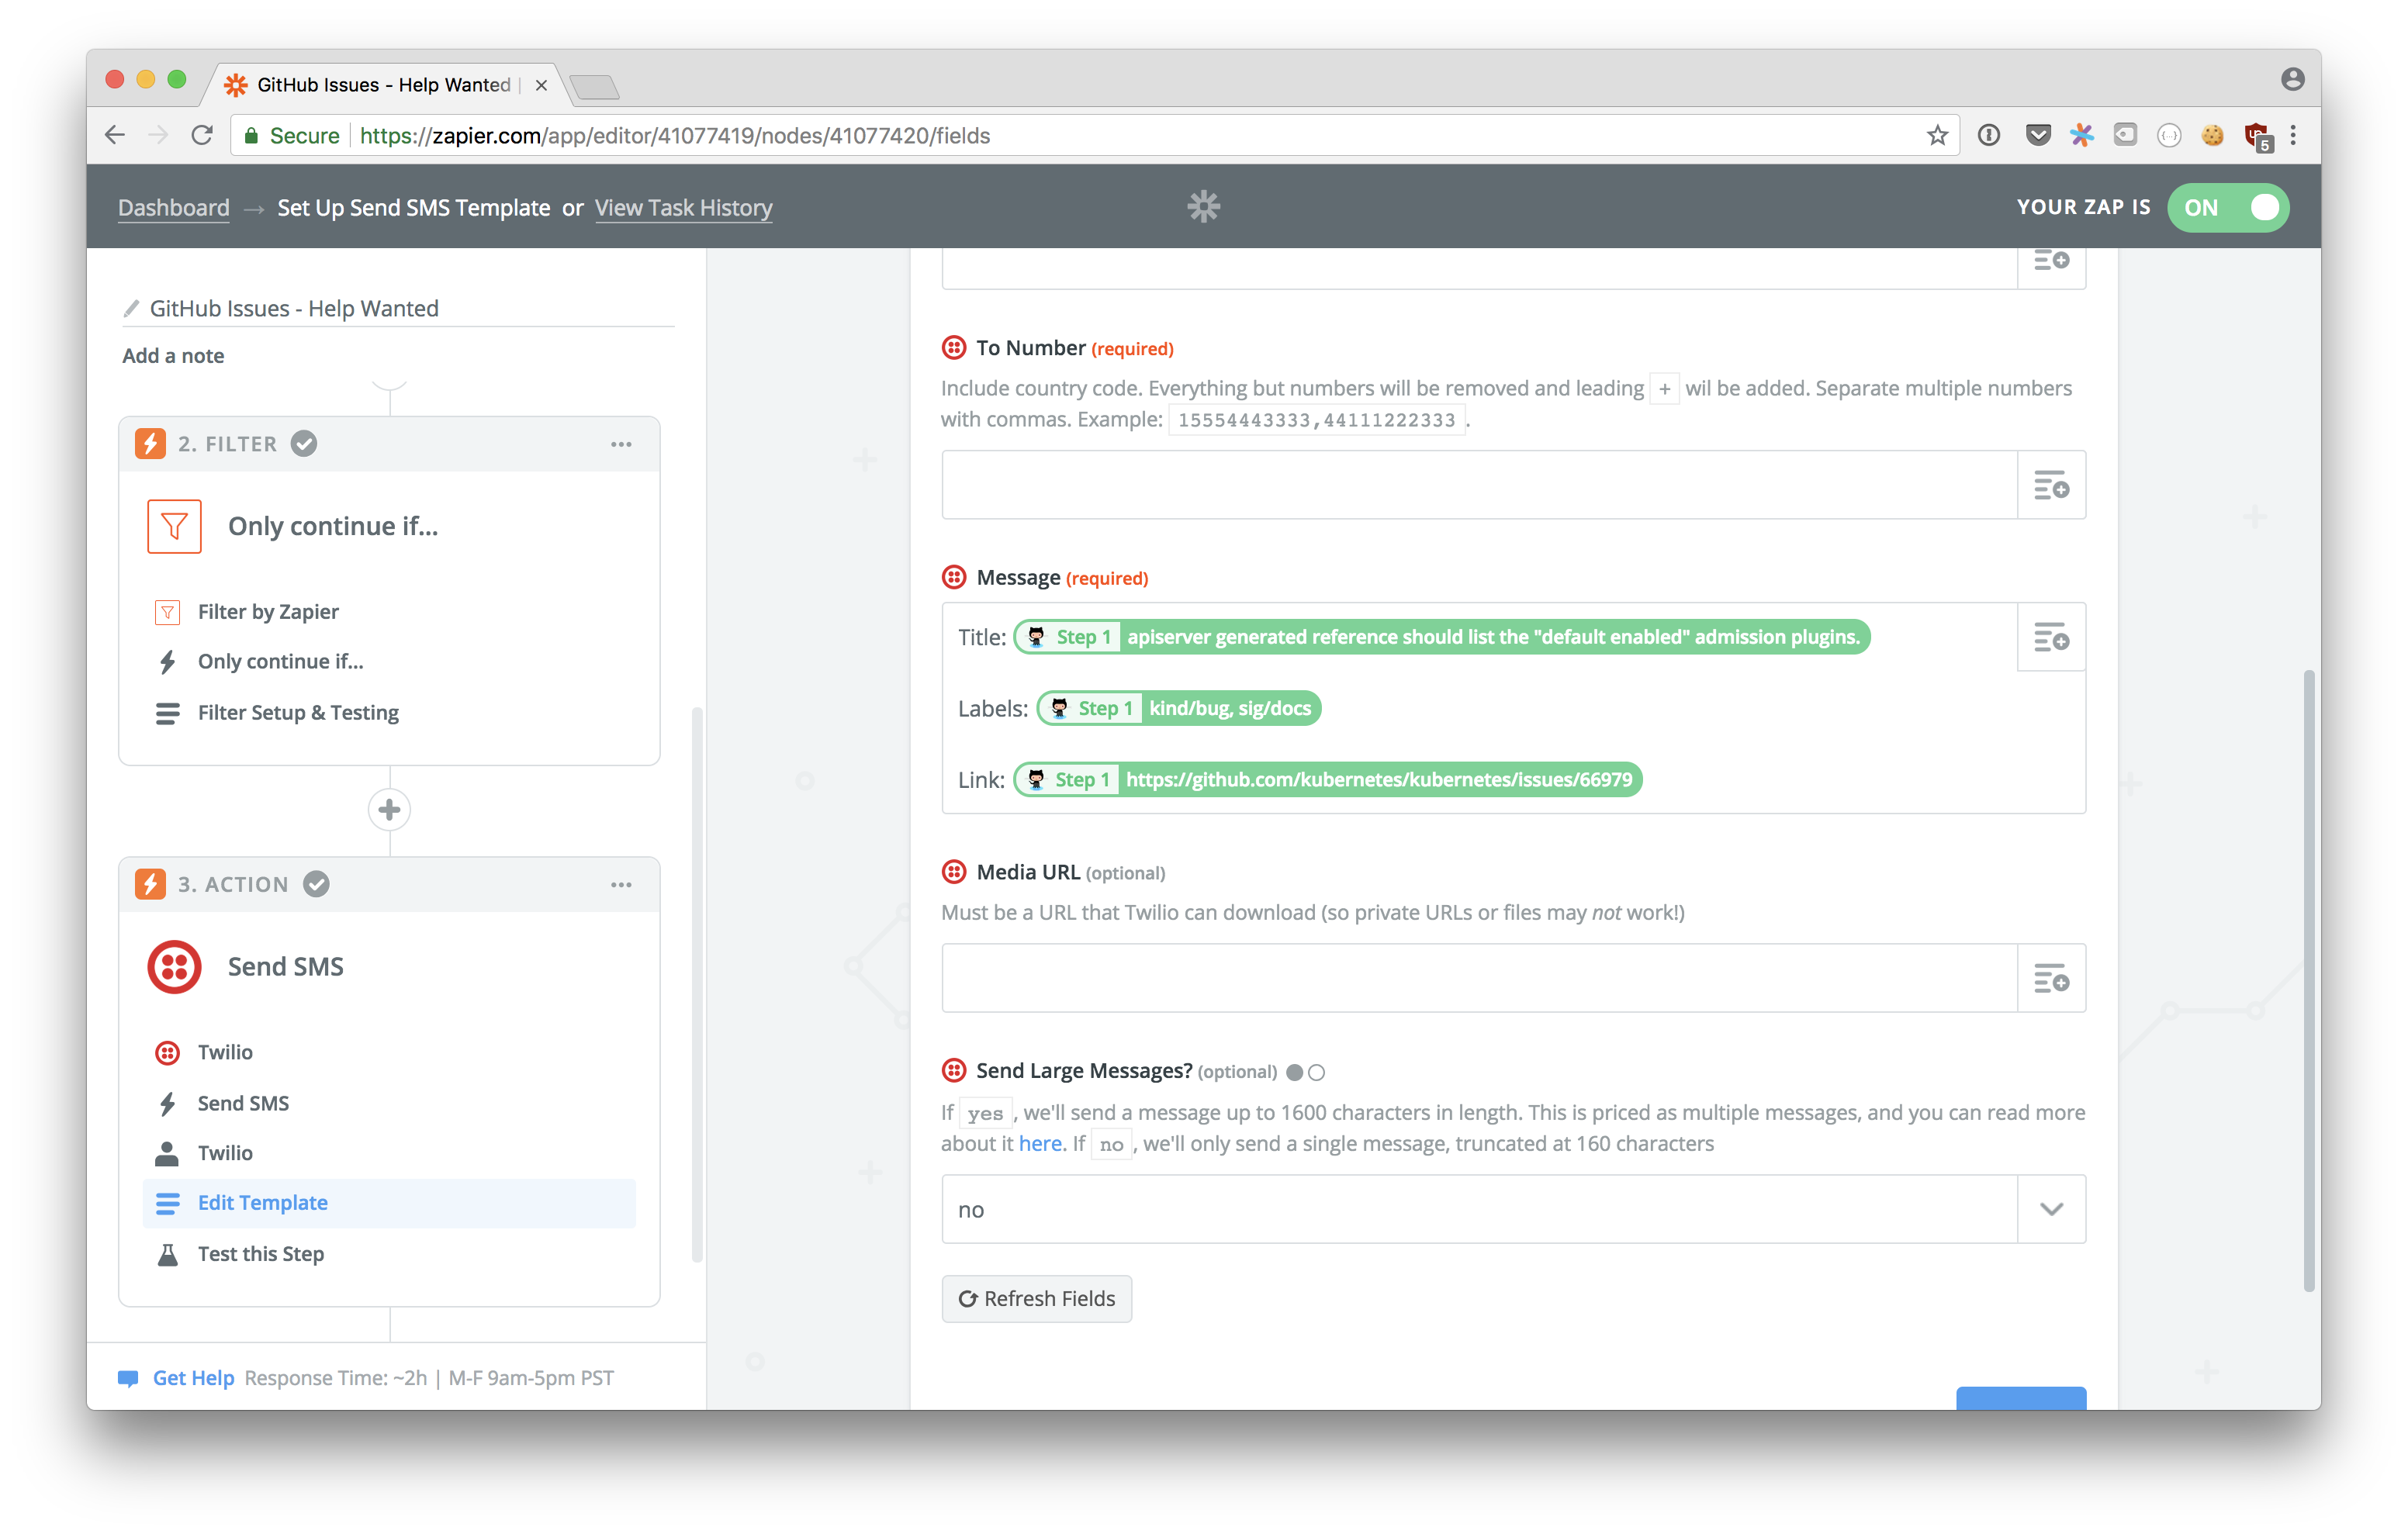 GitHub Issues - Help Wanted |
Secure | https://zapier.com/app/editor/41077419/nodes/41077420/fields
5
Dashboard → Set Up Send SMS Template or View Task History
YOUR ZAP IS ON
GitHub Issues - Help Wanted
Add a note
2. FILTER
Only continue if...
Filter by Zapier
Only continue if...
Filter Setup & Testing
3. ACTION
Send SMS
Twilio
Send SMS
Twilio
Edit Template
Test this Step
Get Help Response Time: ~2h | M-F 9am-5pm PST
To Number (required)
Include country code. Everything but numbers will be removed and leading + wil be added. Separate multiple numbers
with commas. Example: 15554443333,44111222333 .
Message (required)
Title: Step 1 apiserver generated reference should list the "default enabled" admission plugins.
Labels: Step 1 kind/bug, sig/docs
Link: Step 1 https://github.com/kubernetes/kubernetes/issues/66979
Media URL (optional)
Must be a URL that Twilio can download (so private URLs or files may not work!)
Send Large Messages? (optional)
If yes , we'll send a message up to 1600 characters in length. This is priced as multiple messages, and you can read more
about it here. If no , we'll only send a single message, truncated at 160 characters
no
Refresh Fields